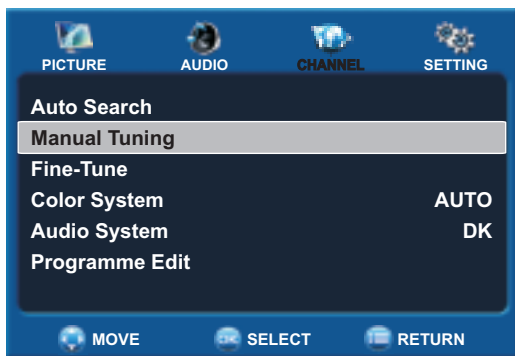 PICTURE AUDIO CHANNEL SETTING
Auto Search
Manual Tuning
Fine-Tune
Color System AUTO
Audio System DK
Programme Edit
MOVE OK SELECT RETURN